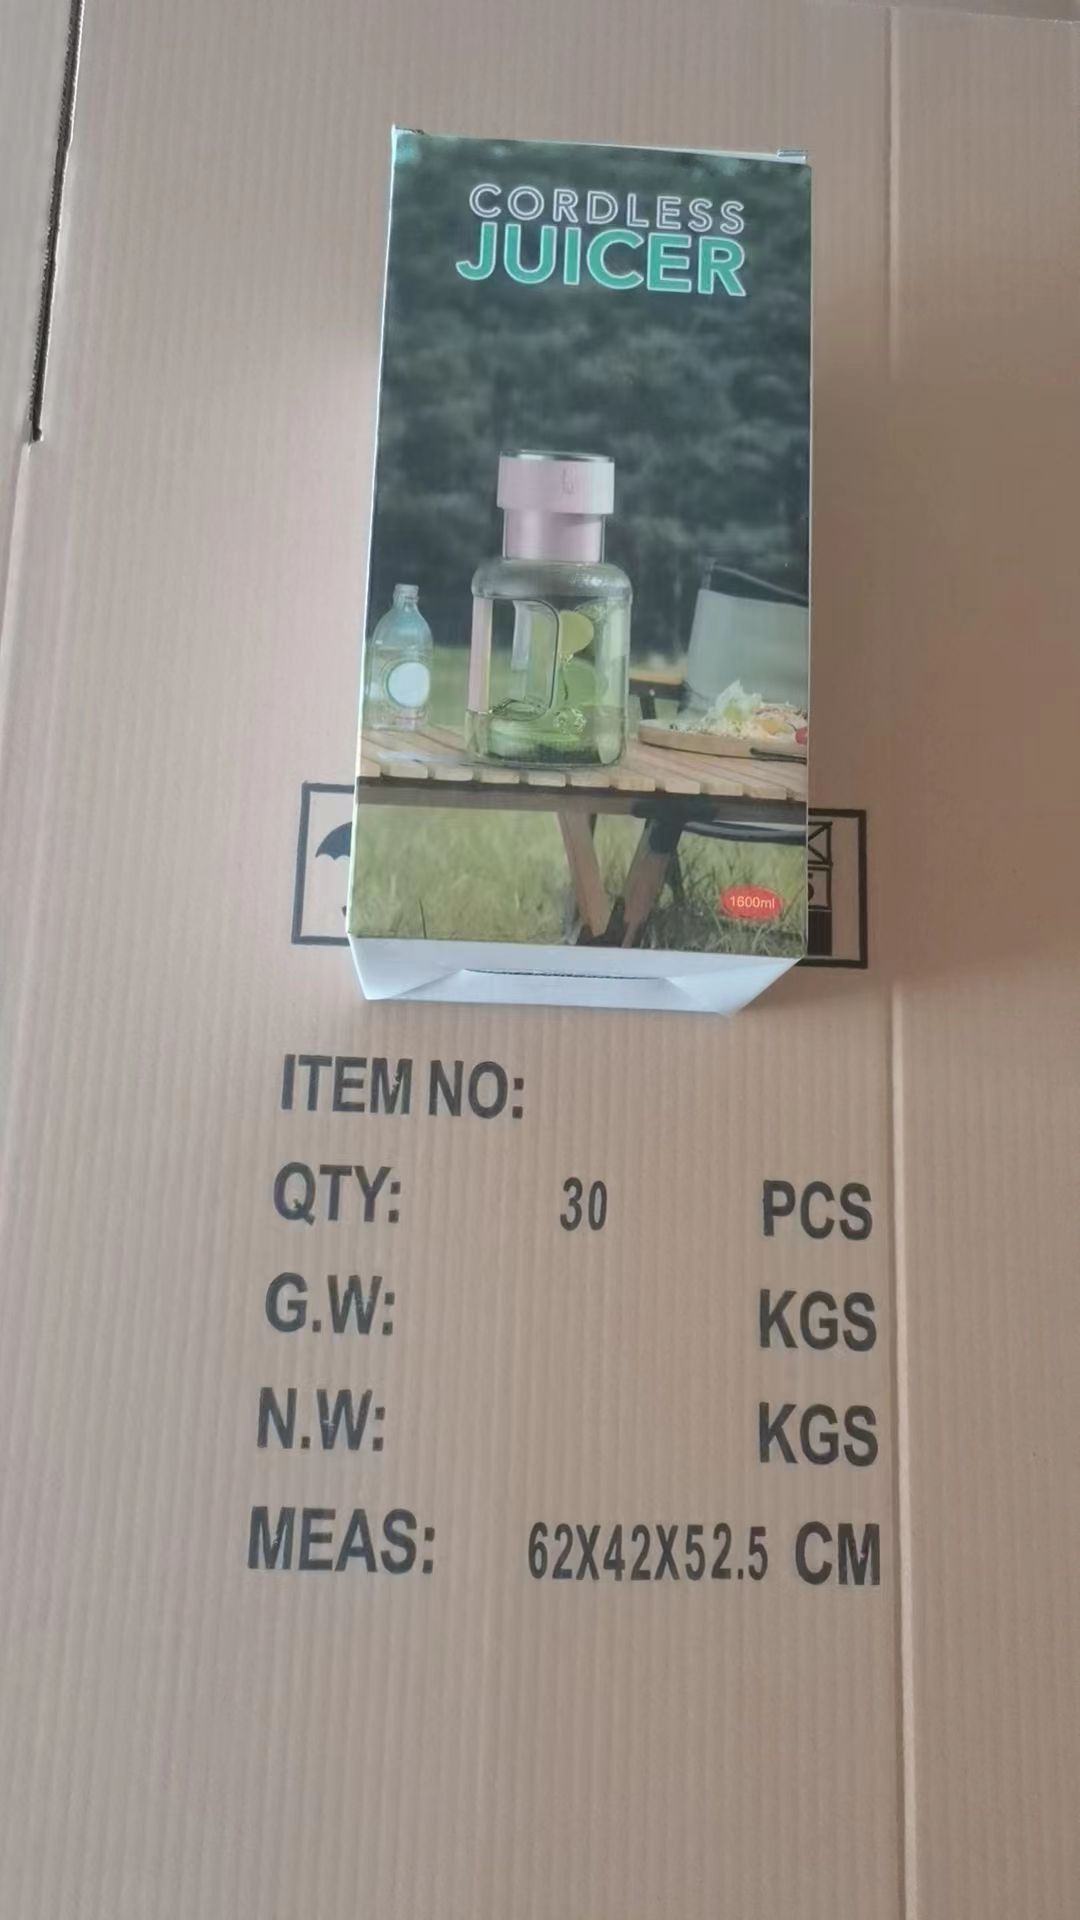 CORDLESS
JUICER
1600ml
ITEM NO:
QTY: 30 PCS
G.W: KGS
N.W: KGS
MEAS: 62X42X52.5 CM